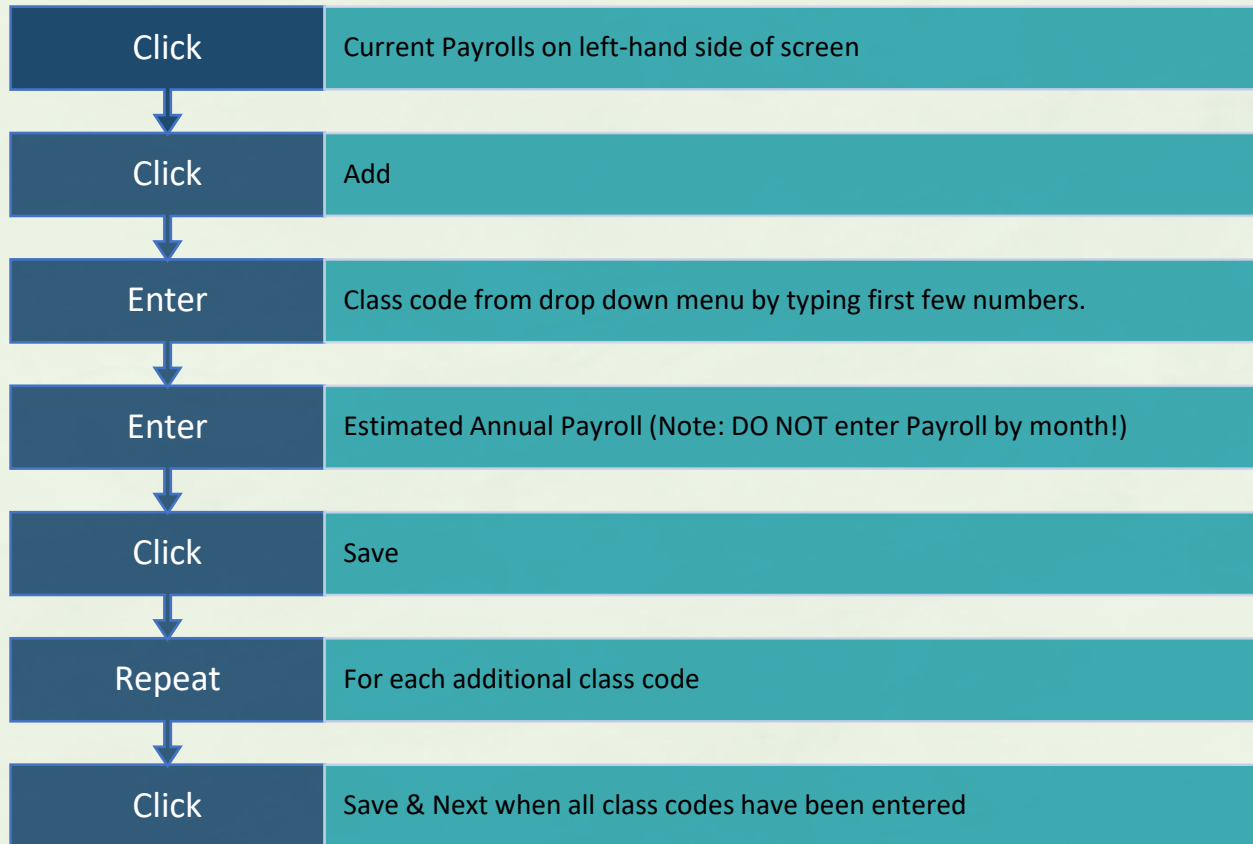 Click
Current Payrolls on left-hand side of screen
Click
Add
Enter
Class code from drop down menu by typing first few numbers.
Enter
Estimated Annual Payroll (Note: DO NOT enter Payroll by month!)
Click
Save
Repeat
For each additional class code
Click
Save & Next when all class codes have been entered